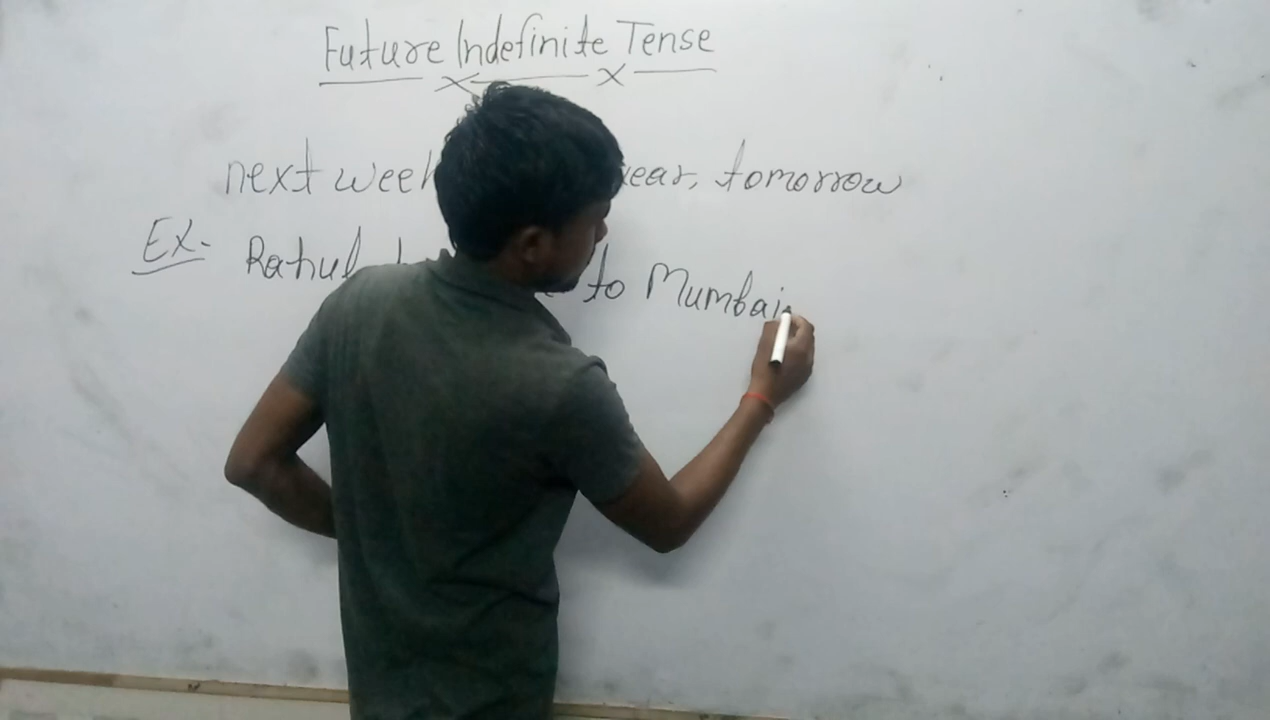 Future Indefinite Tense
next week year, tomorrow
Ex. Rahul to Mumbai